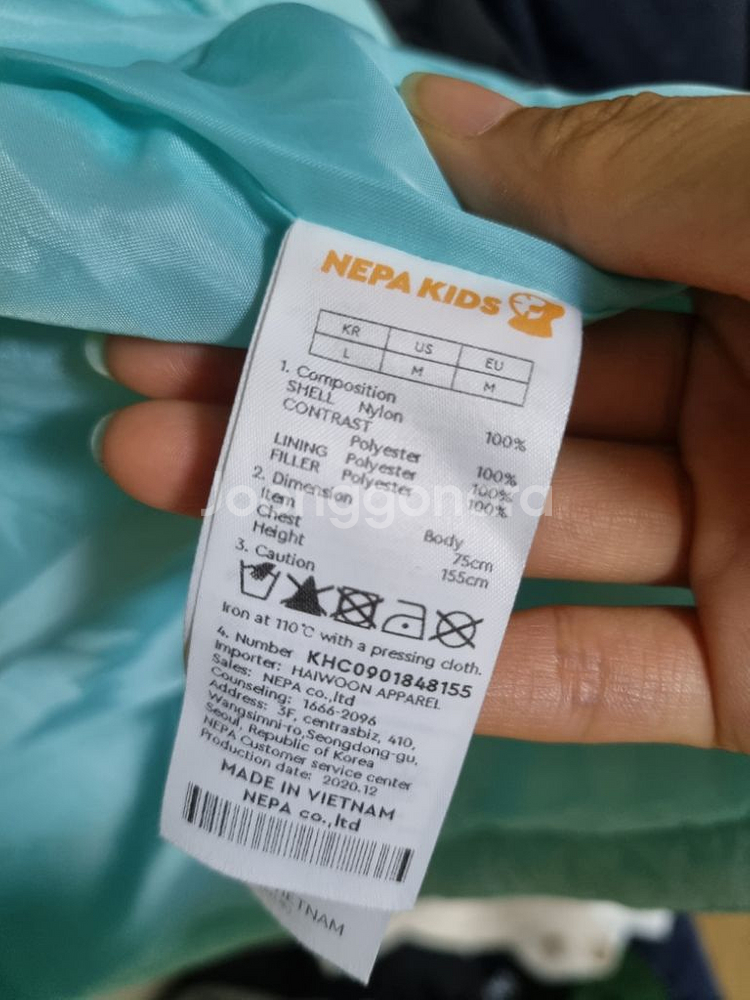 NEPA KIDS
KR US EU
L M M
1. Composition
SHELL Nylon 100%
CONTRAST
Polyester 100%
LINING Polyester 100%
FILLER Polyester 100%
2. Dimension
Item Body
Chest 75cm
Height 155cm
3. Caution
Iron at 110℃ with a pressing cloth.
4. Number KHC0901848155
Importer: HAIWOON APPAREL
Sales: NEPA co.,ltd
Counseling: 1666-2096
Address: 3F, centrasbiz, 410,
Wangsimni-ro,Seongdong-gu,
Seoul, Republic of Korea
NEPA Customer service center
Production date: 2020.12
MADE IN VIETNAM
NEPA co.,ltd
VIETNAM
Joonggonara